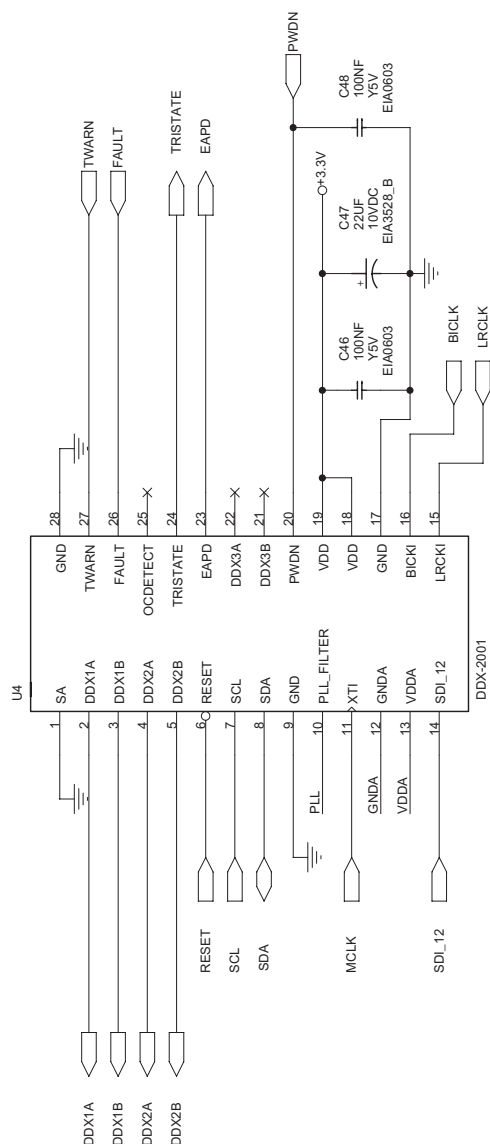 U4
DDX-2001
1 SA
2 DDX1A
3 DDX1B
4 DDX2A
5 DDX2B
6 RESET
7 SCL
8 SDA
9 GND
10 PLL_FILTER
11 XTI
12 GNDA
13 VDDA
14 SDI_12
28 GND
27 TWARN
26 FAULT
25 OCDETECT
24 TRISTATE
23 EAPD
22 DDX3A
21 DDX3B
20 PWDN
19 VDD
18 VDD
17 GND
16 BICKI
15 LRCKI
DDX1A
DDX1B
DDX2A
DDX2B
RESET
SCL
SDA
PLL
MCLK
GNDA
VDDA
SDI_12
TWARN
FAULT
TRISTATE
EAPD
PWDN
+3.3V
C46
100NF
Y5V
EIA0603
C47
22UF
10VDC
EIA3528_B
+
C48
100NF
Y5V
EIA0603
BICLK
LRCLK